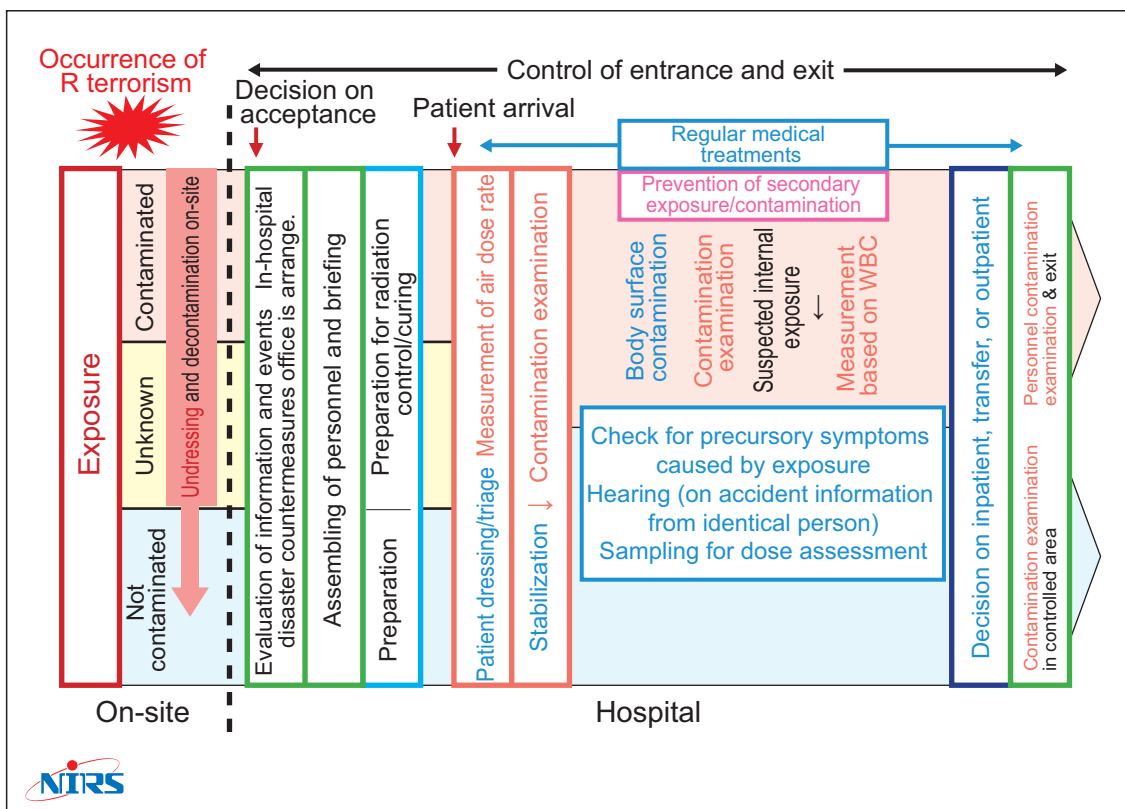 Occurrence of
R terrorism
Control of entrance and exit
Decision on
acceptance
Patient arrival
Regular medical
treatments
Prevention of secondary
exposure/contamination
Exposure
Contaminated
Unknown
Not
contaminated
Undressing and decontamination on-site
Evaluation of information and events In-hospital
disaster countermeasures office is arrange.
Assembling of personnel and briefing
Preparation for radiation
control/curing
Preparation
Patient dressing/triage Measurement of air dose rate
Stabilization → Contamination examination
Body surface
contamination
Contamination
examination
Suspected internal
exposure
↓
Measurement
based on WBC
Check for precursory symptoms
caused by exposure
Hearing (on accident information
from identical person)
Sampling for dose assessment
Decision on inpatient, transfer, or outpatient
Personnel contamination
examination & exit
Contamination examination
in controlled area
On-site
Hospital
NIRS